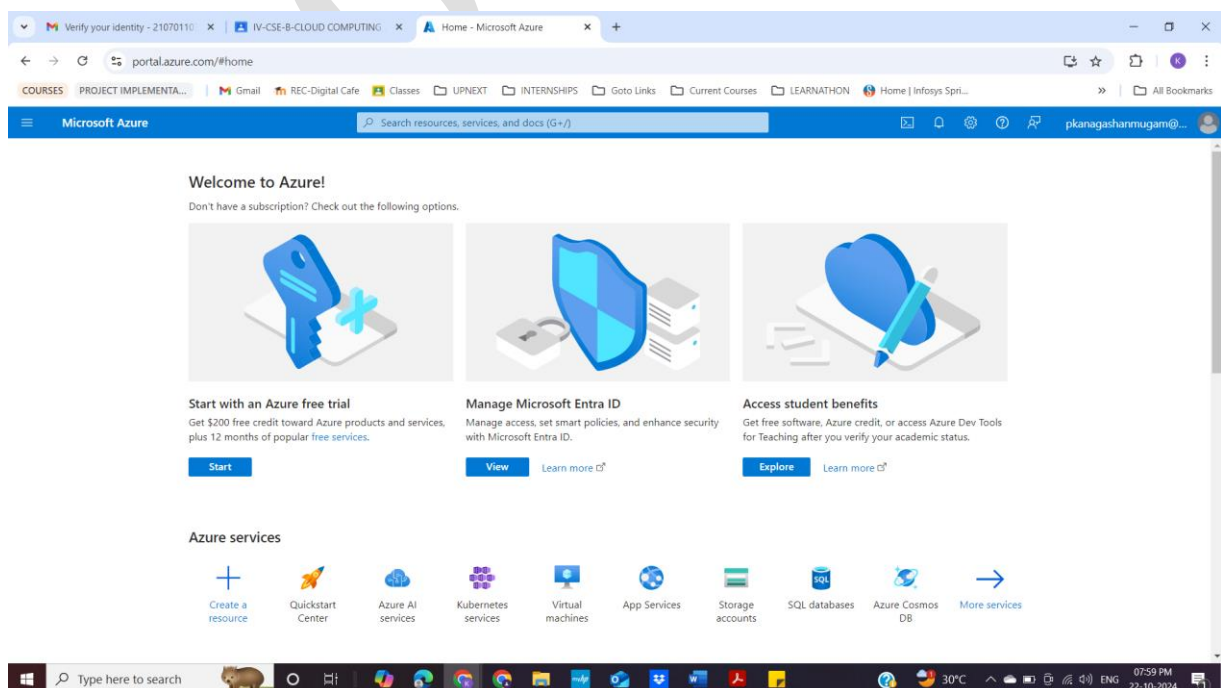 Verify your identity - 21070110
IV-CSE-B-CLOUD COMPUTING
Home - Microsoft Azure
portal.azure.com/#home
K
COURSES
PROJECT IMPLEMENTA...
Gmail
REC-Digital Cafe
Classes
UPNEXT
INTERNSHIPS
Goto Links
Current Courses
LEARNATHON
Home | Infosys Spri...
»
All Bookmarks
Microsoft Azure
Search resources, services, and docs (G+/)
pkanagashanmugam@...
Welcome to Azure!
Don't have a subscription? Check out the following options.
Start with an Azure free trial
Get $200 free credit toward Azure products and services,
plus 12 months of popular free services.
Start
Manage Microsoft Entra ID
Manage access, set smart policies, and enhance security
with Microsoft Entra ID.
View
Learn more
Access student benefits
Get free software, Azure credit, or access Azure Dev Tools
for Teaching after you verify your academic status.
Explore
Learn more
Azure services
Create a
resource
Quickstart
Center
Azure AI
services
Kubernetes
services
Virtual
machines
App Services
Storage
accounts
SQL
SQL databases
Azure Cosmos
DB
More services
Type here to search
30°C
ENG
07:59 PM
22-10-2024